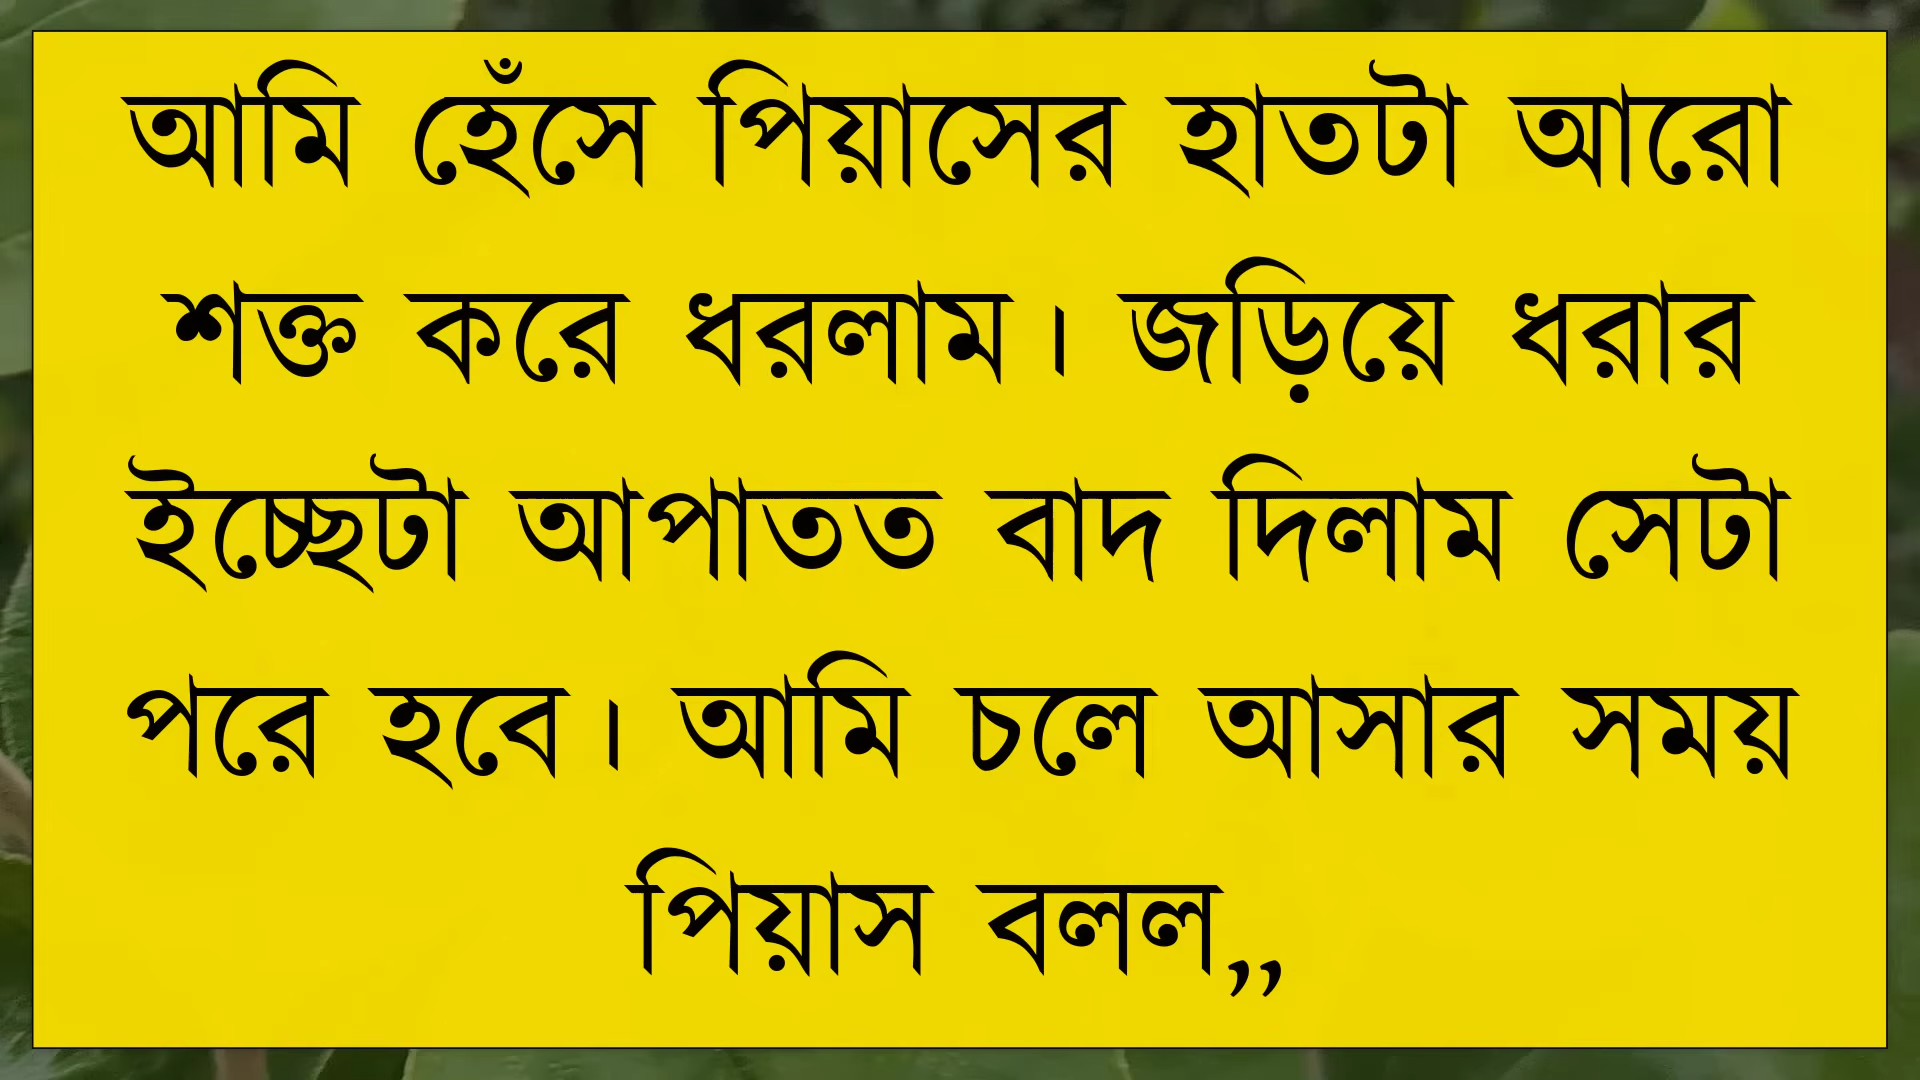 আমি হেঁসে পিয়াসের হাতটা আরো
শক্ত করে ধরলাম। জড়িয়ে ধরার
ইচ্ছেটা আপাতত বাদ দিলাম সেটা
পরে হবে। আমি চলে আসার সময়
পিয়াস বলল,,